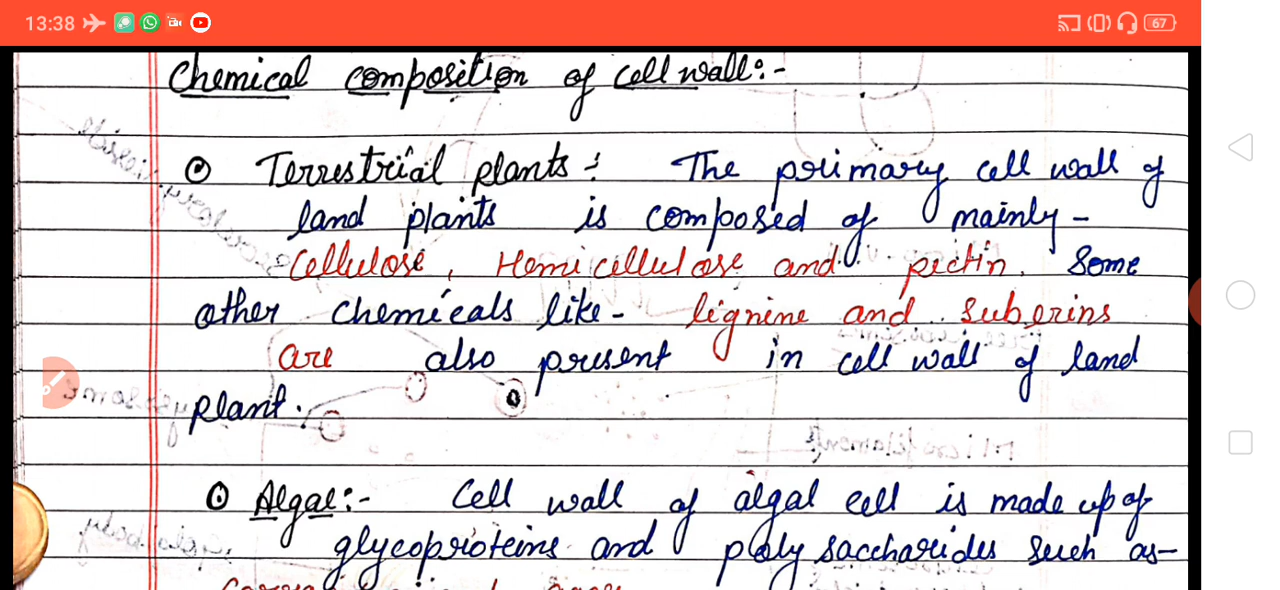 13:38
67
Chemical composition of cell wall:-
Terrestrial plants: The primary cell wall of
land plants is composed of mainly -
Cellulose, Hemicellulose and pectin. Some
other chemicals like - lignine and suberins
are also present in cell wall of land
plant.
Algae:- Cell wall of algal cell is made up of
glycoproteins and polysaccharides such as-